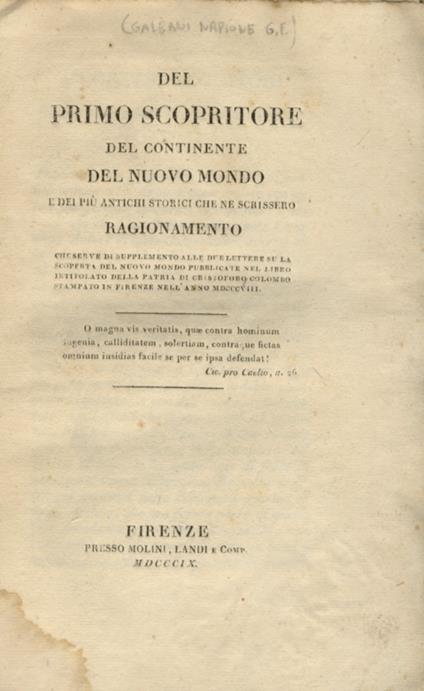 (GALEANI NAPIONE G.F.)
DEL
PRIMO SCOPRITORE
DEL CONTINENTE
DEL NUOVO MONDO
E DEI PIÙ ANTICHI STORICI CHE NE SCRISSERO
RAGIONAMENTO
CHE SERVE DI SUPPLEMENTO ALLE DUE LETTERE SU LA
SCOPERTA DEL NUOVO MONDO PUBBLICATE NEL LIBRO
INTITOLATO DELLA PATRIA DI CRISTOFORO COLOMBO
STAMPATO IN FIRENZE NELL'ANNO MDCCCVIII.
O magna vis veritatis, quæ contra hominum
ingenia, calliditatem, solertiam, contraque fictas
omnium insidias facile se per se ipsa defendat!
Cic. pro Caelio, n. 26.
FIRENZE
PRESSO MOLINI, LANDI E Comp.
MDCCCIX.